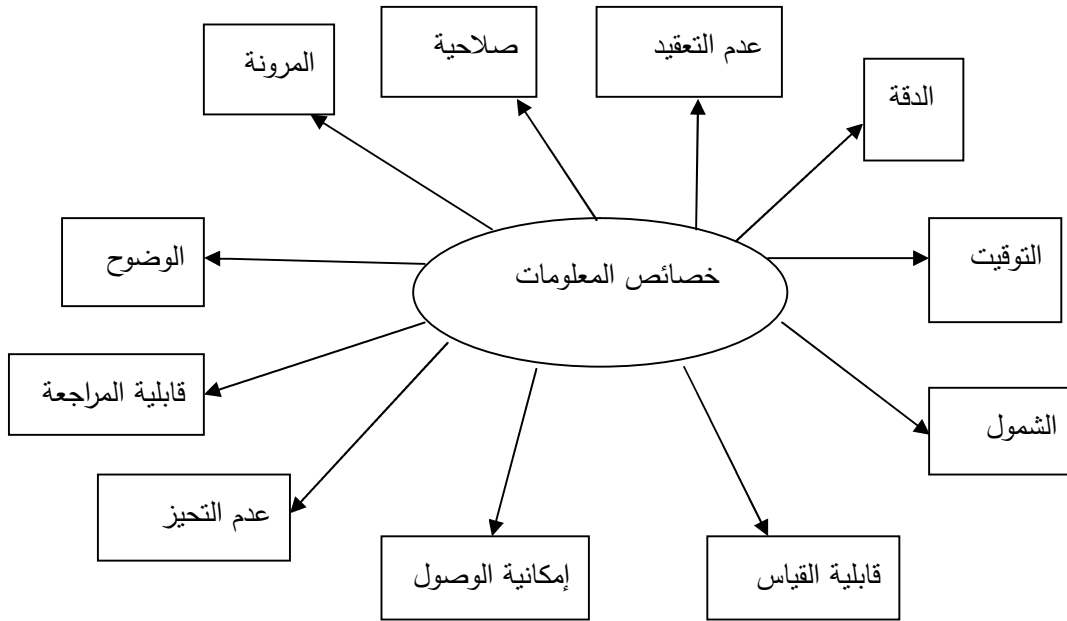 عدم التعقيد
صلاحية
المرونة
الدقة
التوقيت
الوضوح
خصائص المعلومات
قابلية المراجعة
الشمول
عدم التحيز
إمكانية الوصول
قابلية القياس